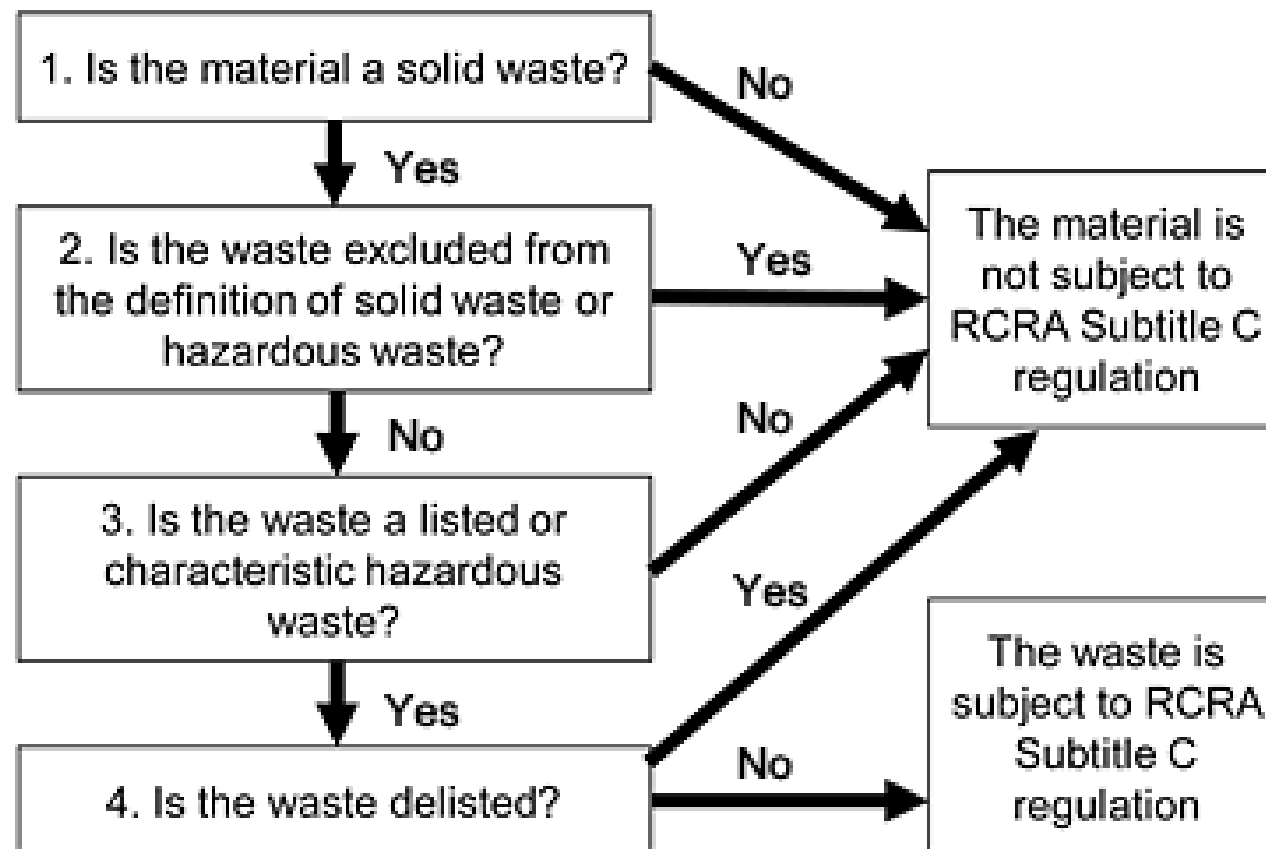 1. Is the material a solid waste?
No
Yes
2. Is the waste excluded from
the definition of solid waste or
hazardous waste?
Yes
The material is
not subject to
RCRA Subtitle C
regulation
No
No
3. Is the waste a listed or
characteristic hazardous
waste?
Yes
Yes
4. Is the waste delisted?
No
The waste is
subject to RCRA
Subtitle C
regulation